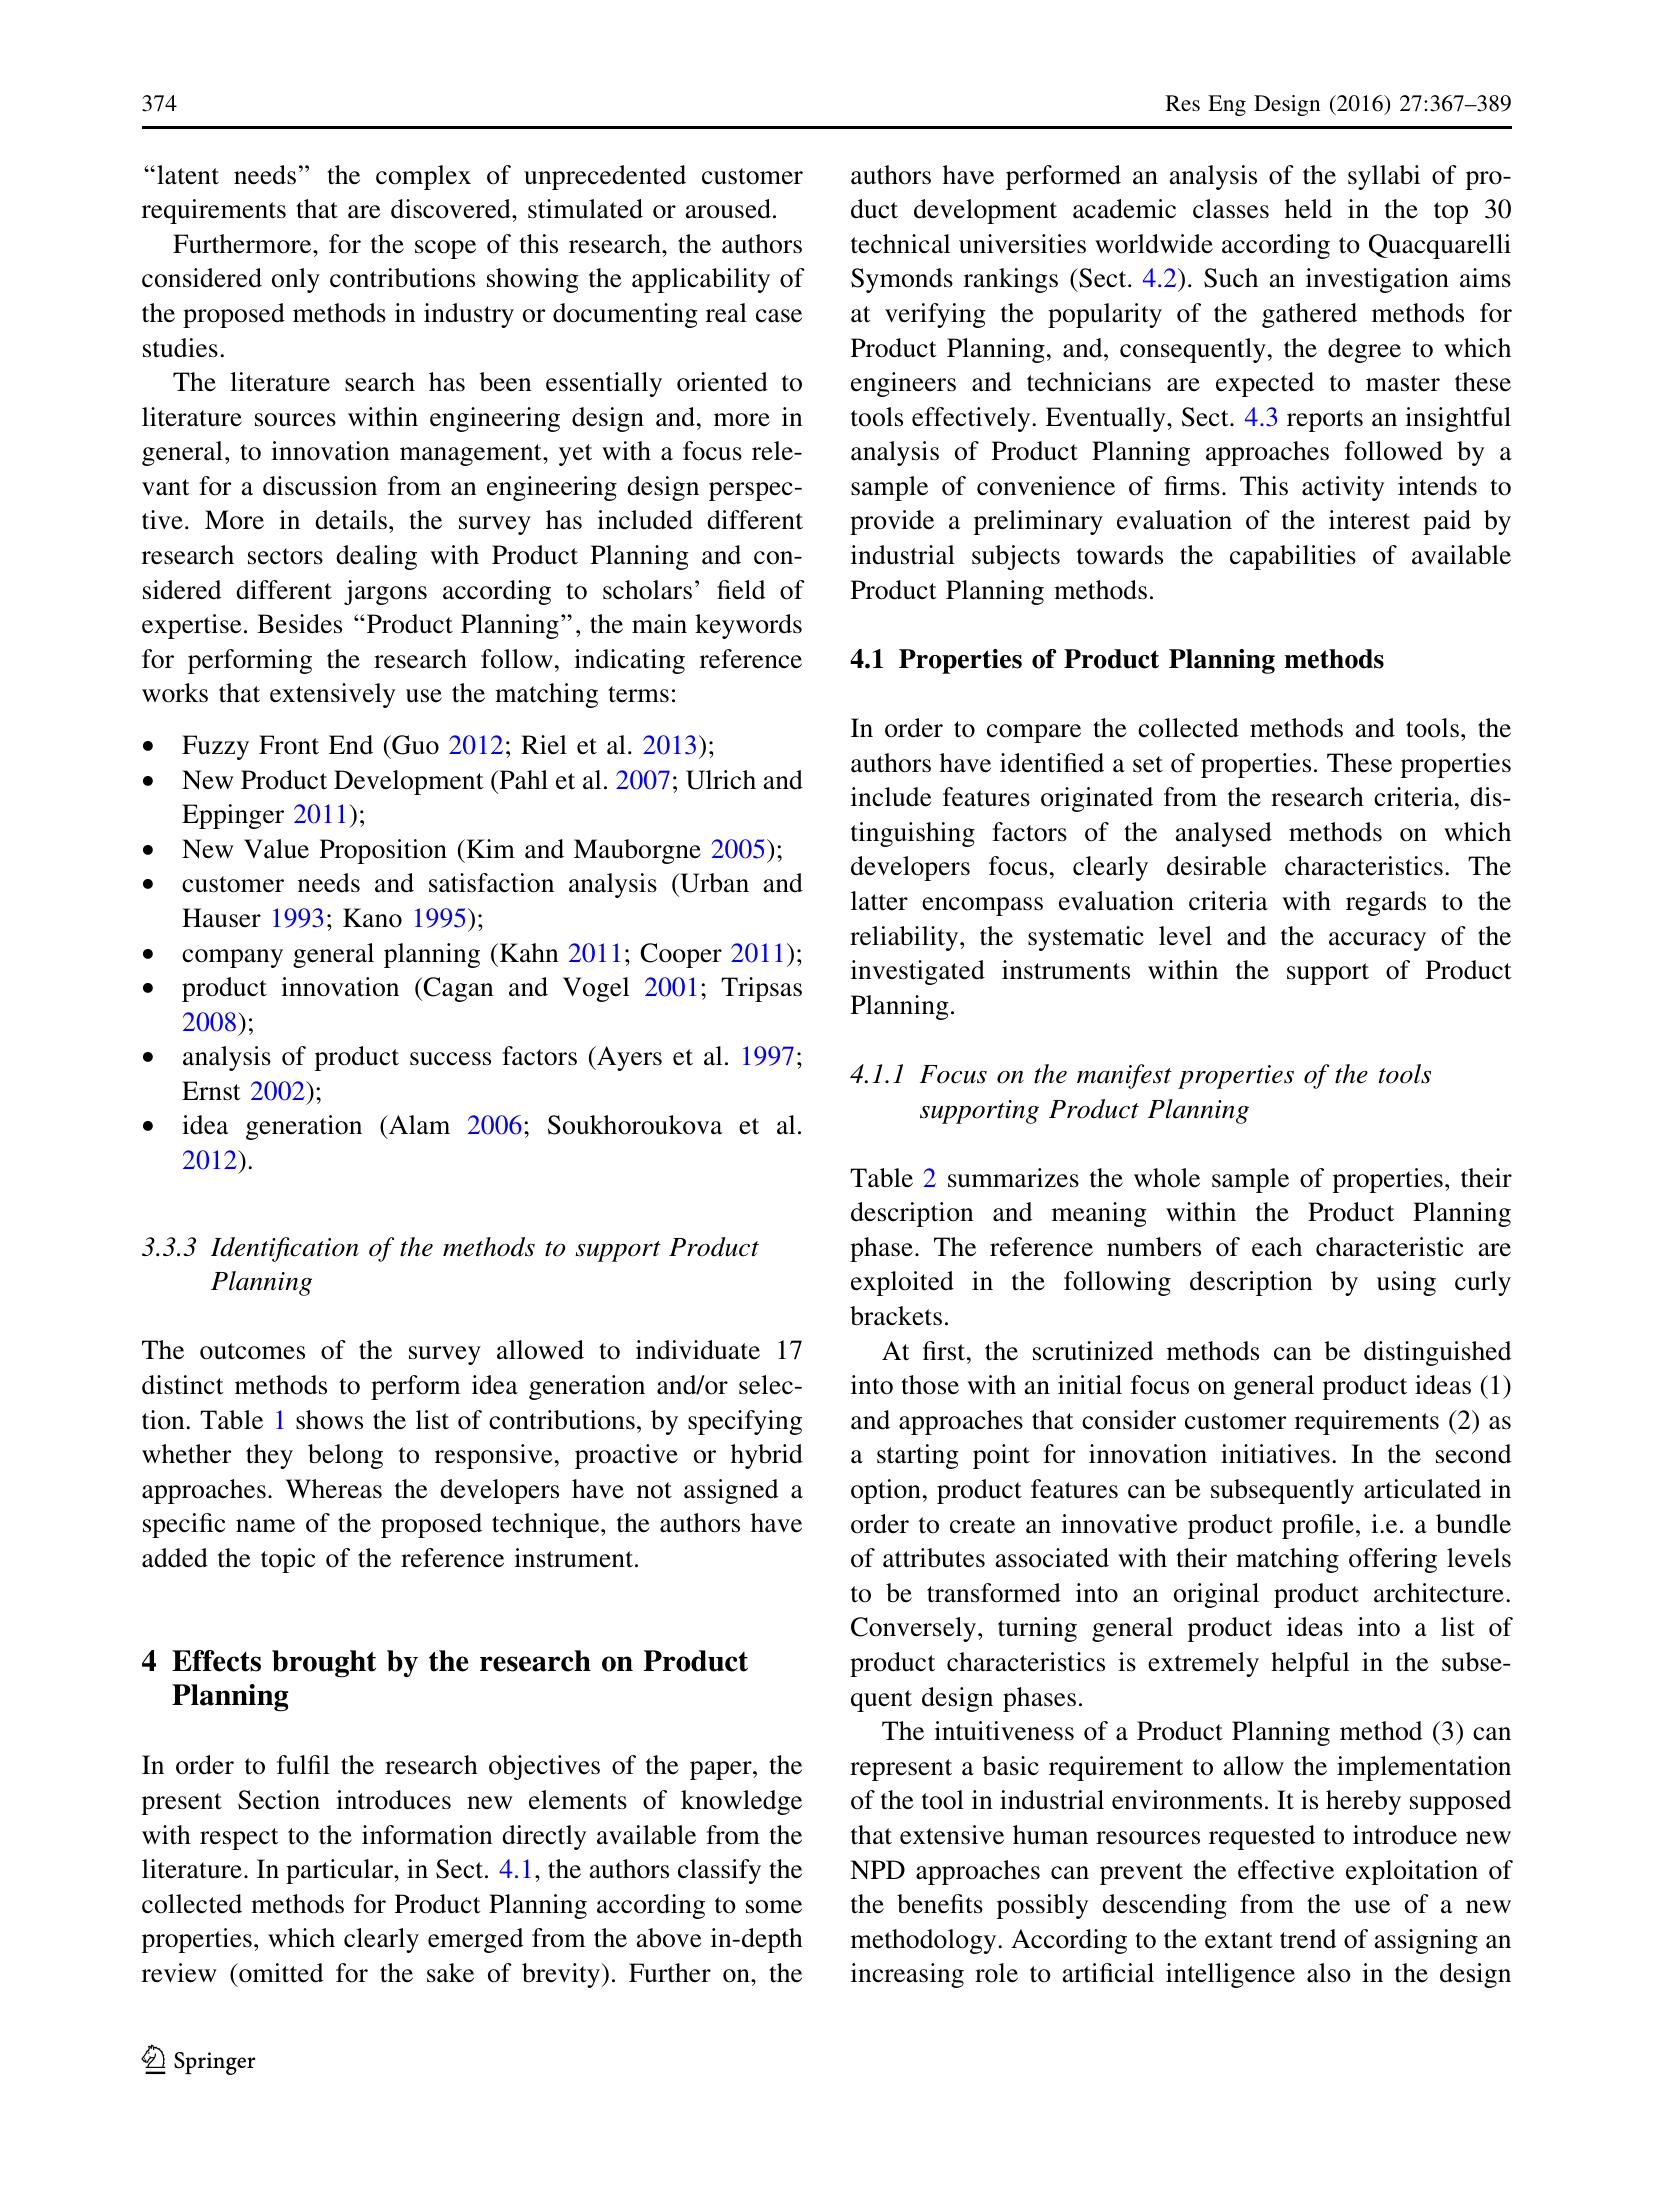 374
Res Eng Design (2016) 27:367–389
“latent needs” the complex of unprecedented customer
requirements that are discovered, stimulated or aroused.
Furthermore, for the scope of this research, the authors
considered only contributions showing the applicability of
the proposed methods in industry or documenting real case
studies.
The literature search has been essentially oriented to
literature sources within engineering design and, more in
general, to innovation management, yet with a focus rele-
vant for a discussion from an engineering design perspec-
tive. More in details, the survey has included different
research sectors dealing with Product Planning and con-
sidered different jargons according to scholars’ field of
expertise. Besides “Product Planning”, the main keywords
for performing the research follow, indicating reference
works that extensively use the matching terms:
• Fuzzy Front End (Guo 2012; Riel et al. 2013);
• New Product Development (Pahl et al. 2007; Ulrich and
Eppinger 2011);
• New Value Proposition (Kim and Mauborgne 2005);
• customer needs and satisfaction analysis (Urban and
Hauser 1993; Kano 1995);
• company general planning (Kahn 2011; Cooper 2011);
• product innovation (Cagan and Vogel 2001; Tripsas
2008);
• analysis of product success factors (Ayers et al. 1997;
Ernst 2002);
• idea generation (Alam 2006; Soukhoroukova et al.
2012).
3.3.3 Identification of the methods to support Product
Planning
The outcomes of the survey allowed to individuate 17
distinct methods to perform idea generation and/or selec-
tion. Table 1 shows the list of contributions, by specifying
whether they belong to responsive, proactive or hybrid
approaches. Whereas the developers have not assigned a
specific name of the proposed technique, the authors have
added the topic of the reference instrument.
4 Effects brought by the research on Product
Planning
In order to fulfil the research objectives of the paper, the
present Section introduces new elements of knowledge
with respect to the information directly available from the
literature. In particular, in Sect. 4.1, the authors classify the
collected methods for Product Planning according to some
properties, which clearly emerged from the above in-depth
review (omitted for the sake of brevity). Further on, the
authors have performed an analysis of the syllabi of pro-
duct development academic classes held in the top 30
technical universities worldwide according to Quacquarelli
Symonds rankings (Sect. 4.2). Such an investigation aims
at verifying the popularity of the gathered methods for
Product Planning, and, consequently, the degree to which
engineers and technicians are expected to master these
tools effectively. Eventually, Sect. 4.3 reports an insightful
analysis of Product Planning approaches followed by a
sample of convenience of firms. This activity intends to
provide a preliminary evaluation of the interest paid by
industrial subjects towards the capabilities of available
Product Planning methods.
4.1 Properties of Product Planning methods
In order to compare the collected methods and tools, the
authors have identified a set of properties. These properties
include features originated from the research criteria, dis-
tinguishing factors of the analysed methods on which
developers focus, clearly desirable characteristics. The
latter encompass evaluation criteria with regards to the
reliability, the systematic level and the accuracy of the
investigated instruments within the support of Product
Planning.
4.1.1 Focus on the manifest properties of the tools
supporting Product Planning
Table 2 summarizes the whole sample of properties, their
description and meaning within the Product Planning
phase. The reference numbers of each characteristic are
exploited in the following description by using curly
brackets.
At first, the scrutinized methods can be distinguished
into those with an initial focus on general product ideas (1)
and approaches that consider customer requirements (2) as
a starting point for innovation initiatives. In the second
option, product features can be subsequently articulated in
order to create an innovative product profile, i.e. a bundle
of attributes associated with their matching offering levels
to be transformed into an original product architecture.
Conversely, turning general product ideas into a list of
product characteristics is extremely helpful in the subse-
quent design phases.
The intuitiveness of a Product Planning method (3) can
represent a basic requirement to allow the implementation
of the tool in industrial environments. It is hereby supposed
that extensive human resources requested to introduce new
NPD approaches can prevent the effective exploitation of
the benefits possibly descending from the use of a new
methodology. According to the extant trend of assigning an
increasing role to artificial intelligence also in the design
Springer